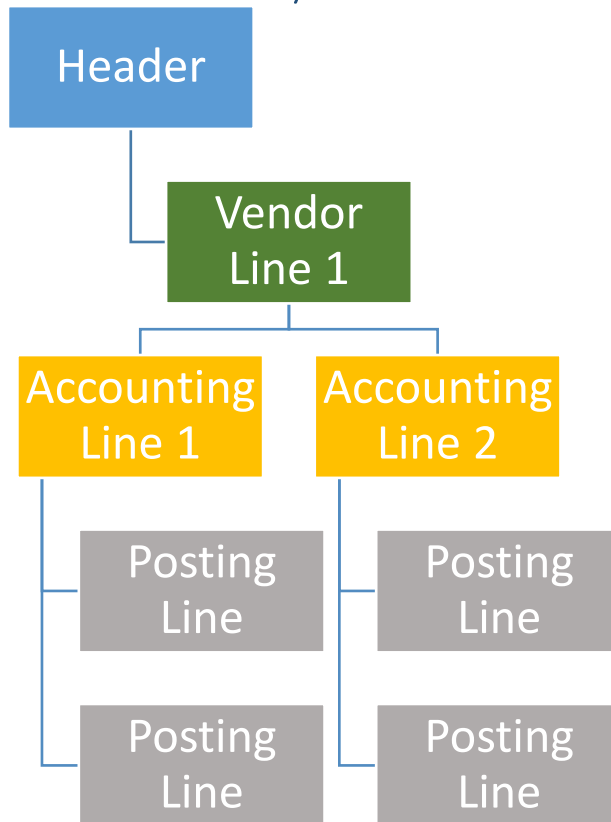 Header
Vendor
Line 1
Accounting
Line 1
Accounting
Line 2
Posting
Line
Posting
Line
Posting
Line
Posting
Line